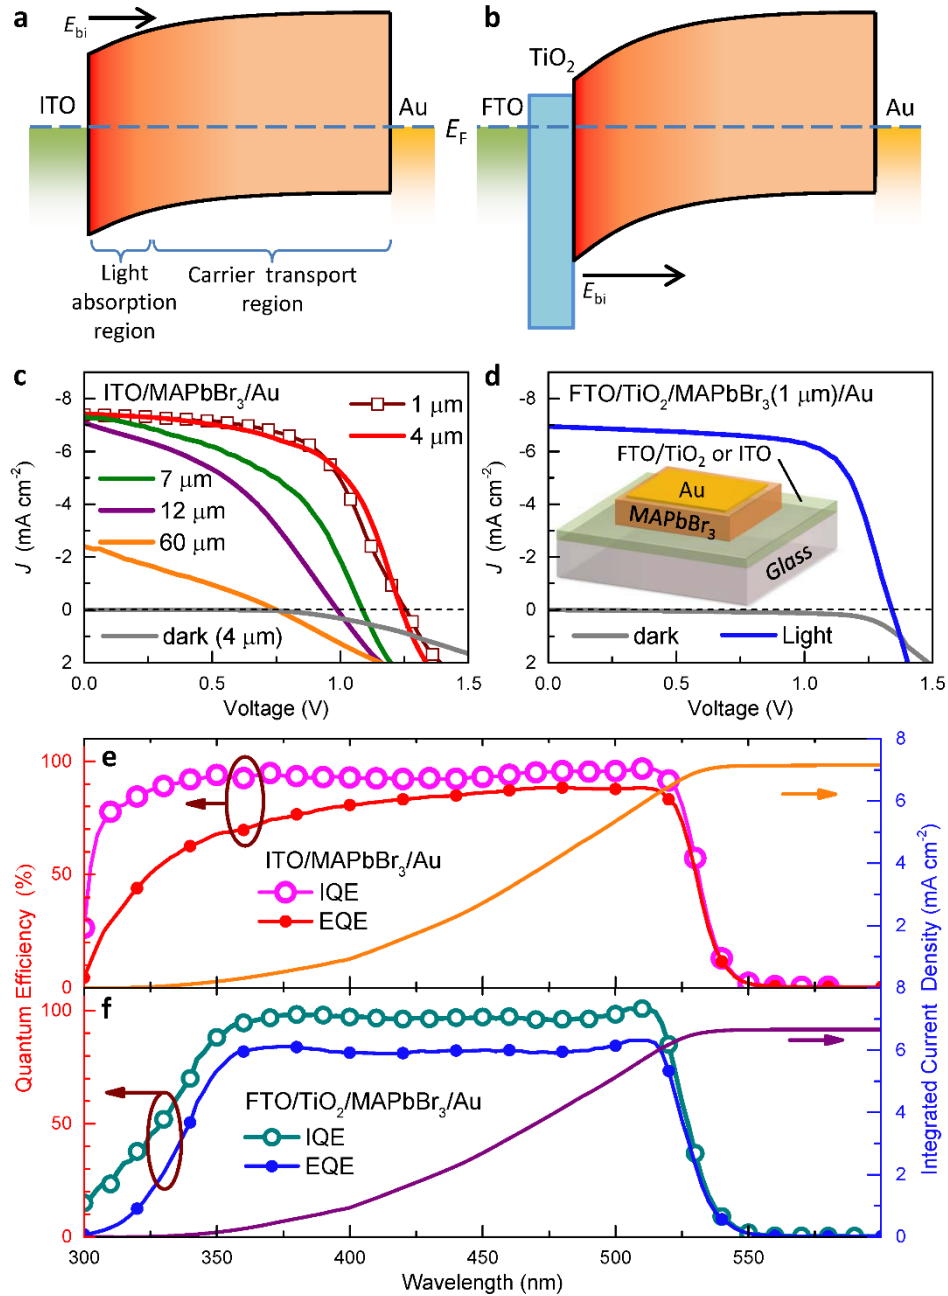 a
E_bi
ITO
Au
Light absorption region
Carrier transport region
b
TiO₂
FTO
Au
E_F
E_bi
c
ITO/MAPbBr₃/Au
1 μm
4 μm
7 μm
12 μm
60 μm
dark (4 μm)
-8
-6
-4
-2
0
2
J (mA cm⁻²)
0.0
0.5
1.0
1.5
Voltage (V)
d
FTO/TiO₂/MAPbBr₃(1 μm)/Au
FTO/TiO₂ or ITO
Au
MAPbBr₃
Glass
dark
Light
-8
-6
-4
-2
0
2
J (mA cm⁻²)
0.0
0.5
1.0
1.5
Voltage (V)
e
100
50
0
ITO/MAPbBr₃/Au
IQE
EQE
8
6
4
2
0
f
100
50
0
FTO/TiO₂/MAPbBr₃/Au
IQE
EQE
8
6
4
2
0
Quantum Efficiency (%)
Integrated Current Density (mA cm⁻²)
300
350
400
450
500
550
Wavelength (nm)